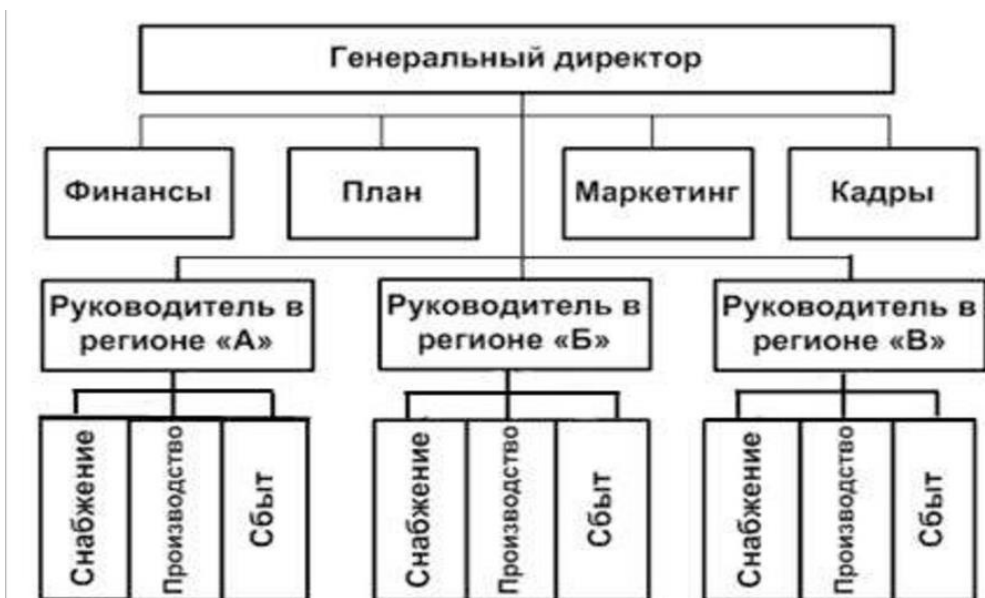 Генеральный директор
Финансы
План
Маркетинг
Кадры
Руководитель в
регионе «А»
Руководитель в
регионе «Б»
Руководитель в
регионе «В»
Снабжение
Производство
Сбыт
Снабжение
Производство
Сбыт
Снабжение
Производство
Сбыт